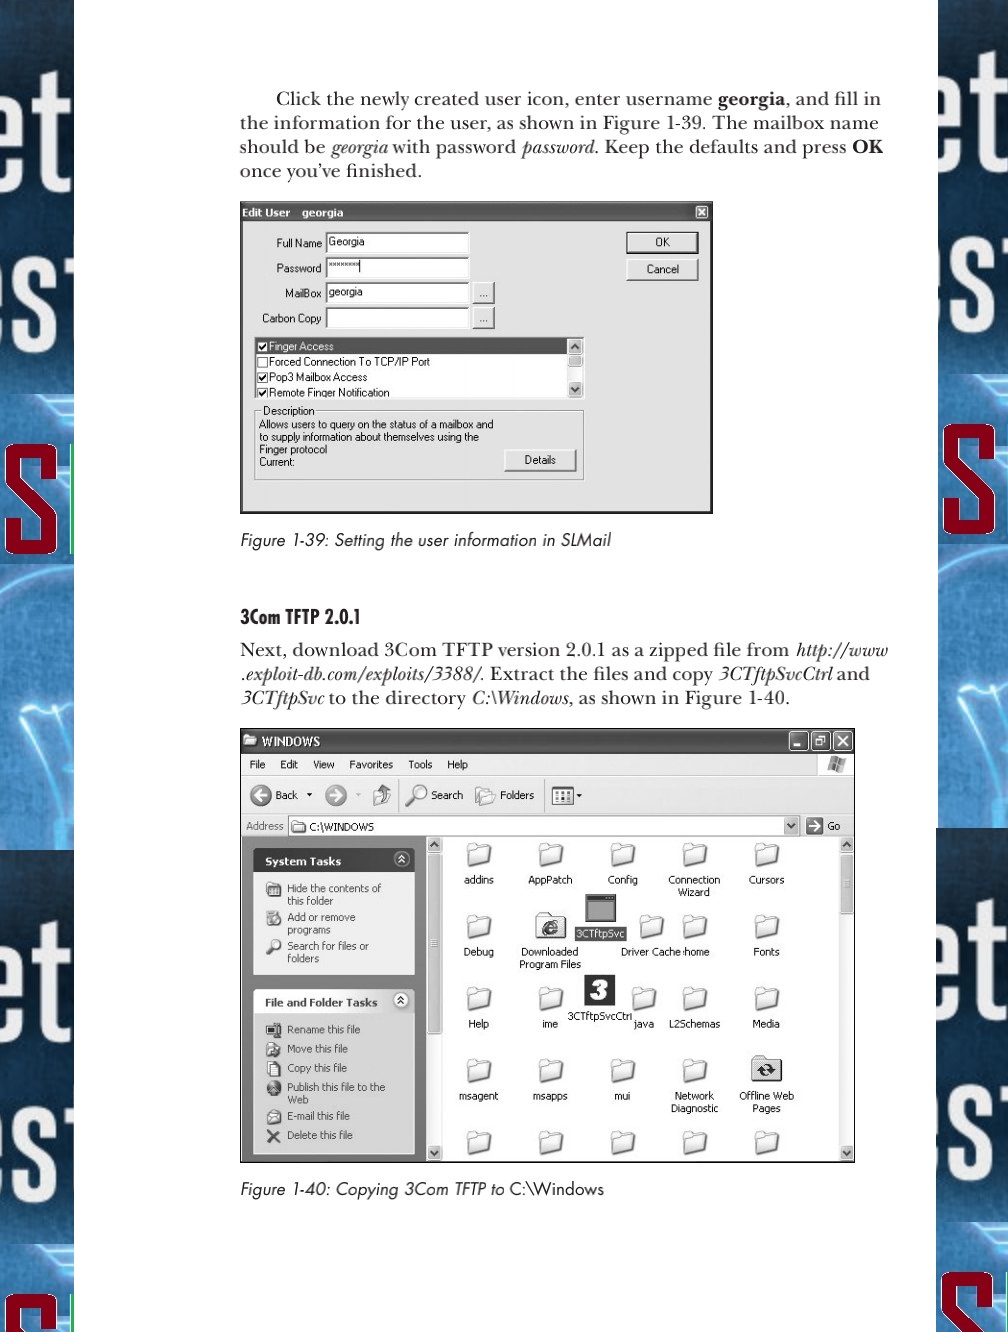 Click the newly created user icon, enter username georgia, and fill in
the information for the user, as shown in Figure 1-39. The mailbox name
should be georgia with password password. Keep the defaults and press OK
once you've finished.
Edit User georgia
Full Name Georgia
OK
Password ********
Cancel
MailBox georgia ...
Carbon Copy ...
Finger Access
Forced Connection To TCP/IP Port
Pop3 Mailbox Access
Remote Finger Notification
Description
Allows users to query on the status of a mailbox and
to supply information about themselves using the
Finger protocol
Current:
Details
Figure 1-39: Setting the user information in SLMail
3Com TFTP 2.0.1
Next, download 3Com TFTP version 2.0.1 as a zipped file from http://www
.exploit-db.com/exploits/3388/. Extract the files and copy 3CTftpSvcCtrl and
3CTftpSvc to the directory C:\Windows, as shown in Figure 1-40.
WINDOWS
File Edit View Favorites Tools Help
Back Search Folders
Address C:\WINDOWS Go
System Tasks
Hide the contents of
this folder
Add or remove
programs
Search for files or
folders
File and Folder Tasks
Rename this file
Move this file
Copy this file
Publish this file to the
Web
E-mail this file
Delete this file
addins AppPatch Config Connection
Wizard Cursors
3CTftpSvc
Debug Downloaded
Program Files Driver Cache home Fonts
3
3CTftpSvcCtrl
Help ime java L2Schemas Media
msagent msapps mui Network
Diagnostic Offline Web
Pages
Figure 1-40: Copying 3Com TFTP to C:\Windows
et
S
S
et
S
S
et
S
S
et
S
S